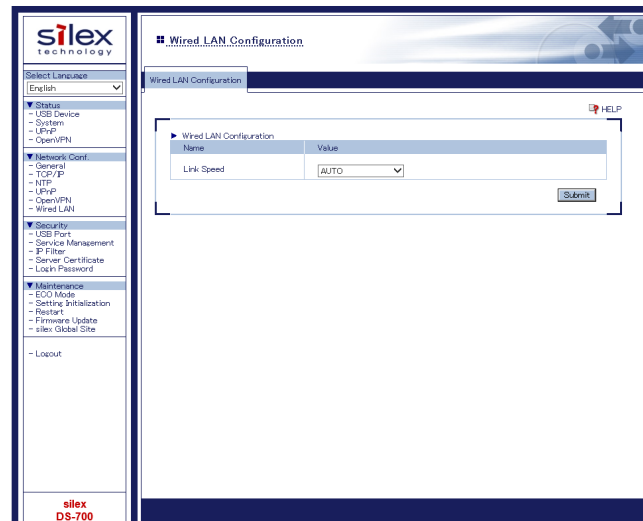 silex
technology
Select Language
English
▼ Status
- USB Device
- System
- UPnP
- OpenVPN
▼ Network Conf.
- General
- TCP/IP
- NTP
- UPnP
- OpenVPN
- Wired LAN
▼ Security
- USB Port
- Service Management
- IP Filter
- Server Certificate
- Login Password
▼ Maintenance
- ECO Mode
- Setting Initialization
- Restart
- Firmware Update
- silex Global Site
- Logout
silex
DS-700
Wired LAN Configuration
Wired LAN Configuration
HELP
► Wired LAN Configuration
Name Value
Link Speed AUTO
Submit